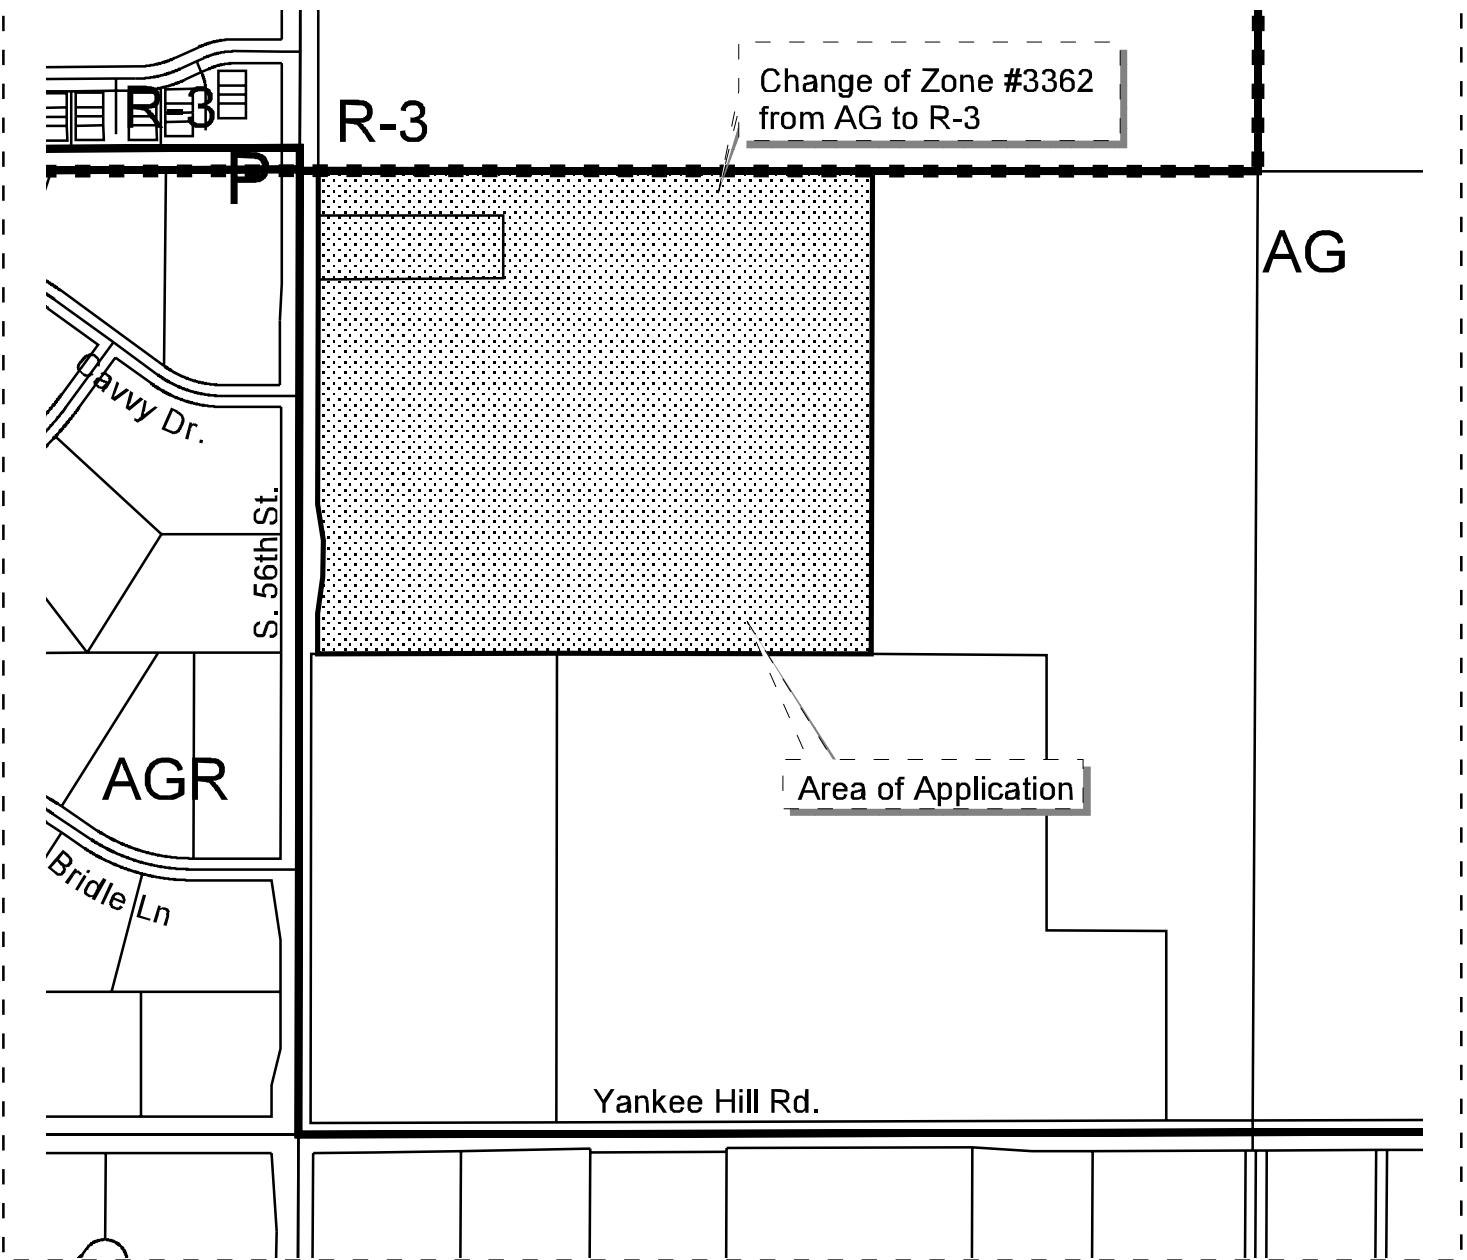 Change of Zone #3362
from AG to R-3
R-3
R-3
P
AG
Cavvy Dr.
S. 56th St.
AGR
Area of Application
Bridle Ln
Yankee Hill Rd.